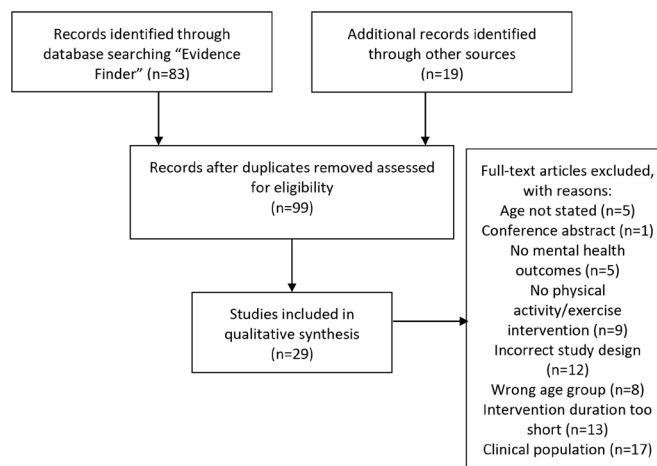 Records identified through
database searching “Evidence
Finder” (n=83)
Additional records identified
through other sources
(n=19)
Records after duplicates removed assessed
for eligibility
(n=99)
Studies included in
qualitative synthesis
(n=29)
Full-text articles excluded,
with reasons:
Age not stated (n=5)
Conference abstract (n=1)
No mental health
outcomes (n=5)
No physical
activity/exercise
intervention (n=9)
Incorrect study design
(n=12)
Wrong age group (n=8)
Intervention duration too
short (n=13)
Clinical population (n=17)